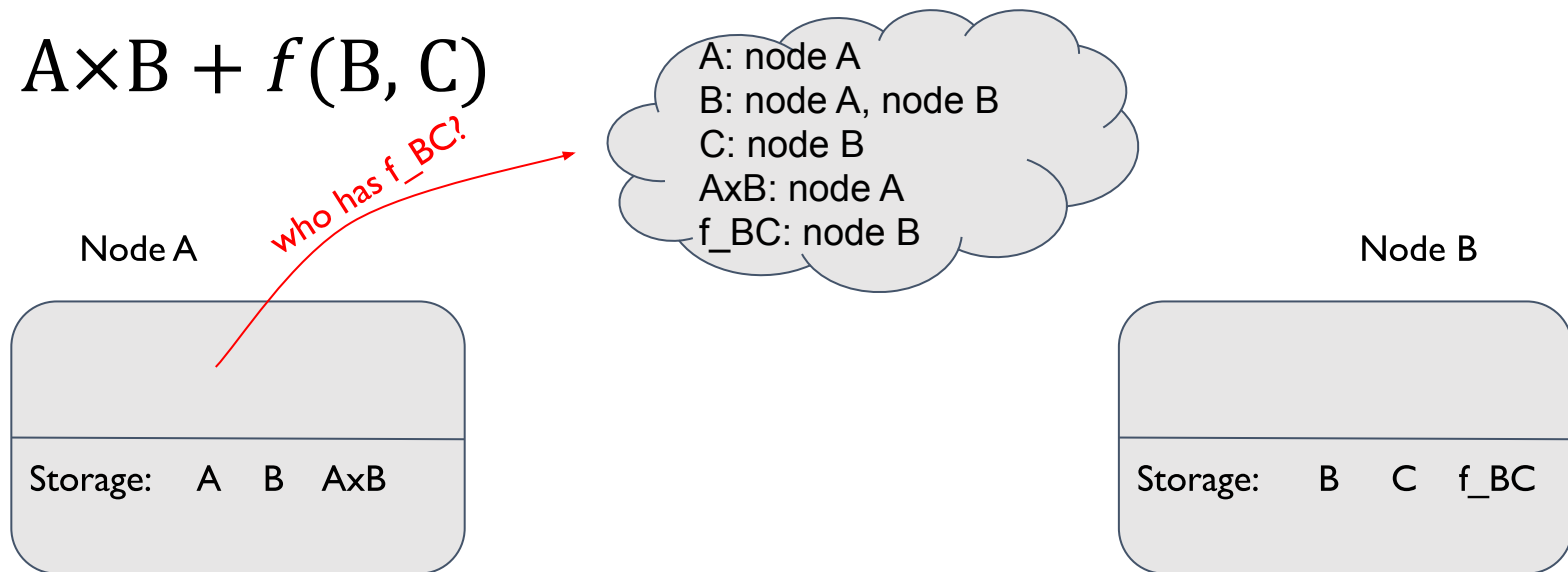 A×B + f(B, C)
A: node A
B: node A, node B
C: node B
AxB: node A
f_BC: node B
who has f_BC?
Node A
Node B
Storage: A B AxB
Storage: B C f_BC